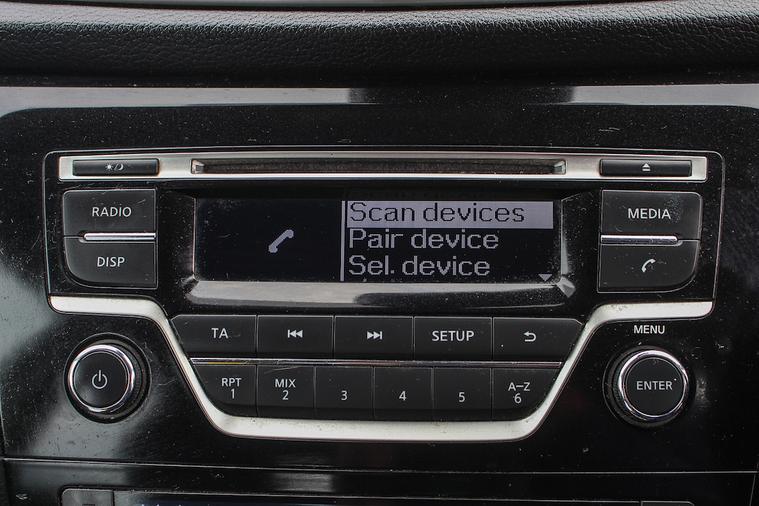 RADIO
DISP
Scan devices
Pair device
Sel. device
MEDIA
TA
SETUP
MENU
RPT
1
MIX
2
3
4
5
A-Z
6
ENTER